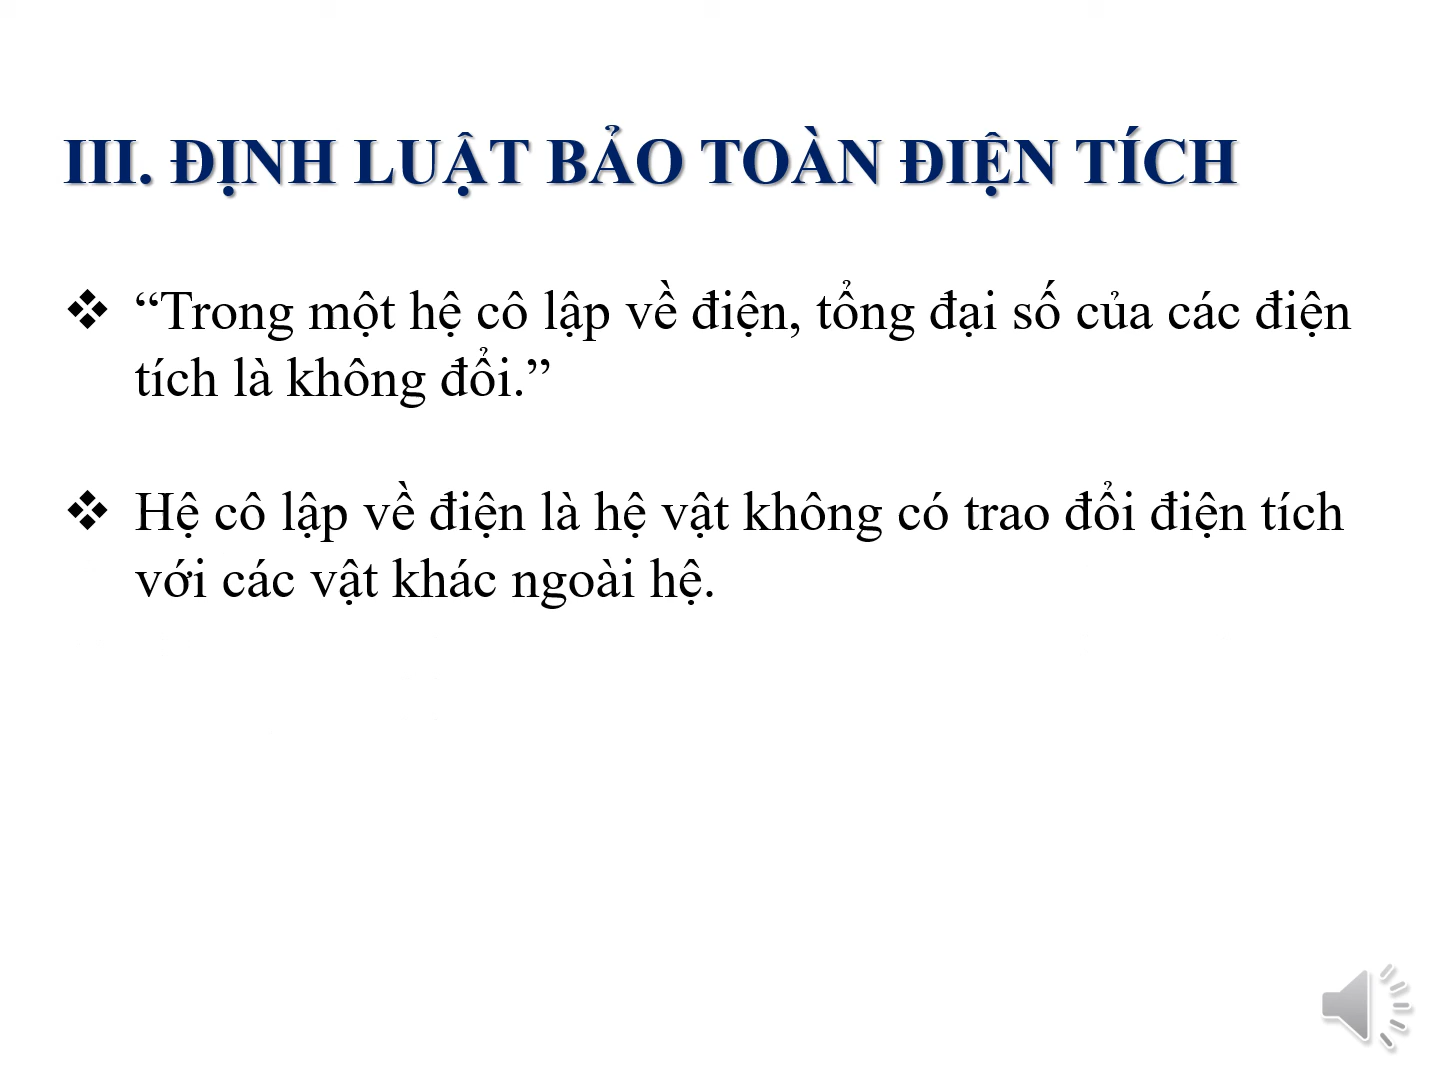 III. ĐỊNH LUẬT BẢO TOÀN ĐIỆN TÍCH
❖ “Trong một hệ cô lập về điện, tổng đại số của các điện
tích là không đổi.”
❖ Hệ cô lập về điện là hệ vật không có trao đổi điện tích
với các vật khác ngoài hệ.